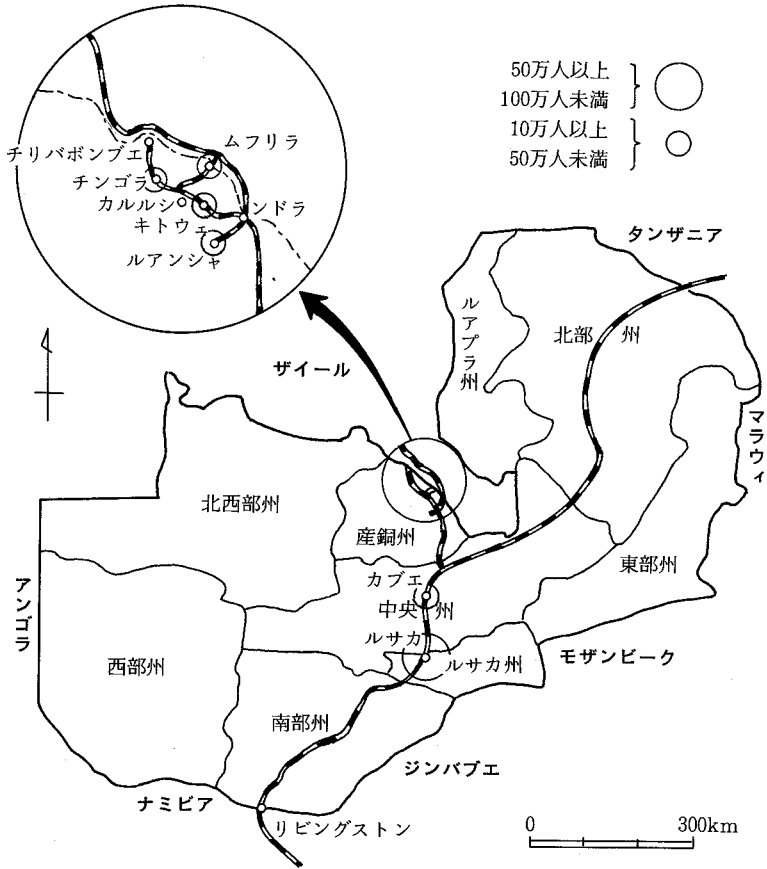 50万人以上
100万人未満
10万人以上
50万人未満
ムフリラ
チリバボンブエ
チンゴラ
カルルシ
ンドラ
キトウェ
ルアンシャ
タンザニア
ルアプラ州
北部州
ザイール
マラウィ
北西部州
産銅州
東部州
カブエ
中央州
アンゴラ
ルサカ
ルサカ州
モザンビーク
西部州
南部州
ジンバブエ
ナミビア
リビングストン
0 300km